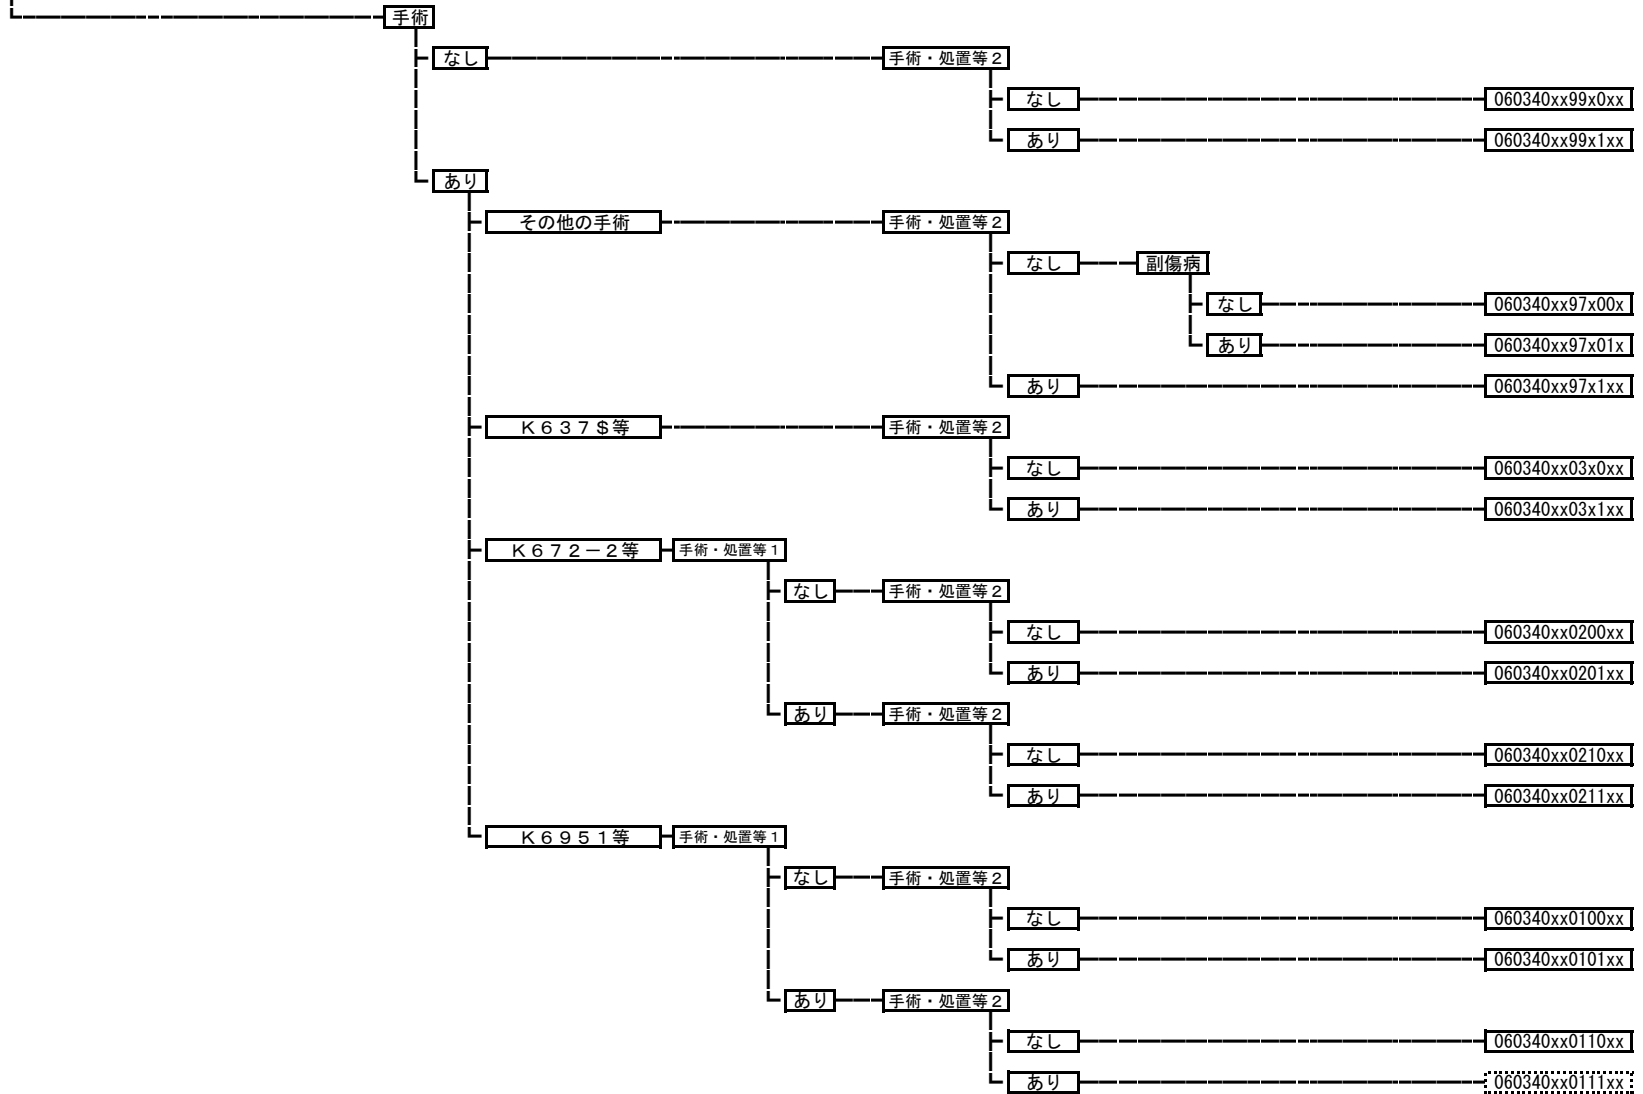 手術
なし 手術・処置等２
なし 060340xx99x0xx
あり 060340xx99x1xx
あり
その他の手術 手術・処置等２
なし 副傷病
なし 060340xx97x00x
あり 060340xx97x01x
あり 060340xx97x1xx
Ｋ６３７＄等 手術・処置等２
なし 060340xx03x0xx
あり 060340xx03x1xx
Ｋ６７２－２等 手術・処置等１
なし 手術・処置等２
なし 060340xx0200xx
あり 060340xx0201xx
あり 手術・処置等２
なし 060340xx0210xx
あり 060340xx0211xx
Ｋ６９５１等 手術・処置等１
なし 手術・処置等２
なし 060340xx0100xx
あり 060340xx0101xx
あり 手術・処置等２
なし 060340xx0110xx
あり 060340xx0111xx